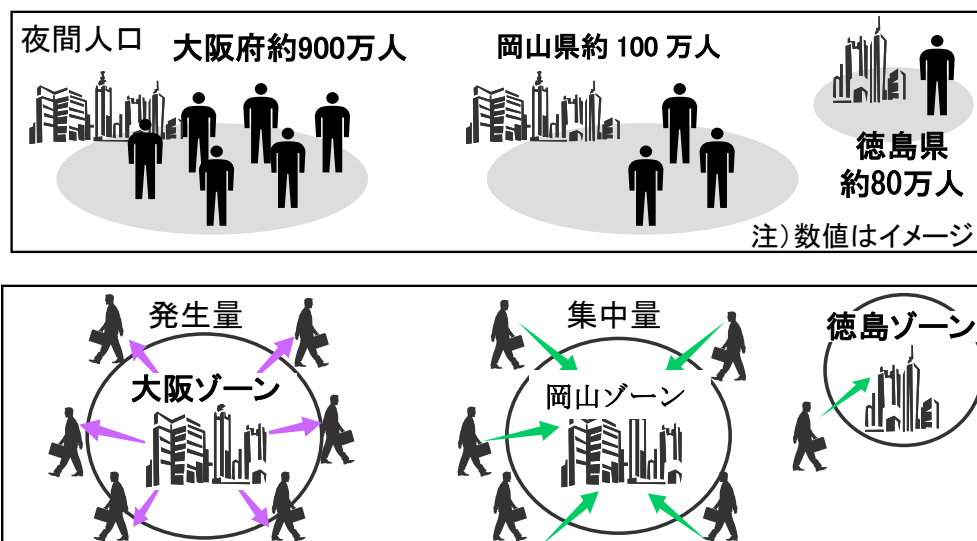 夜間人口
大阪府約900万人
岡山県約 100 万人
徳島県
約80万人
注）数値はイメージ
発生量
大阪ゾーン
集中量
岡山ゾーン
徳島ゾーン